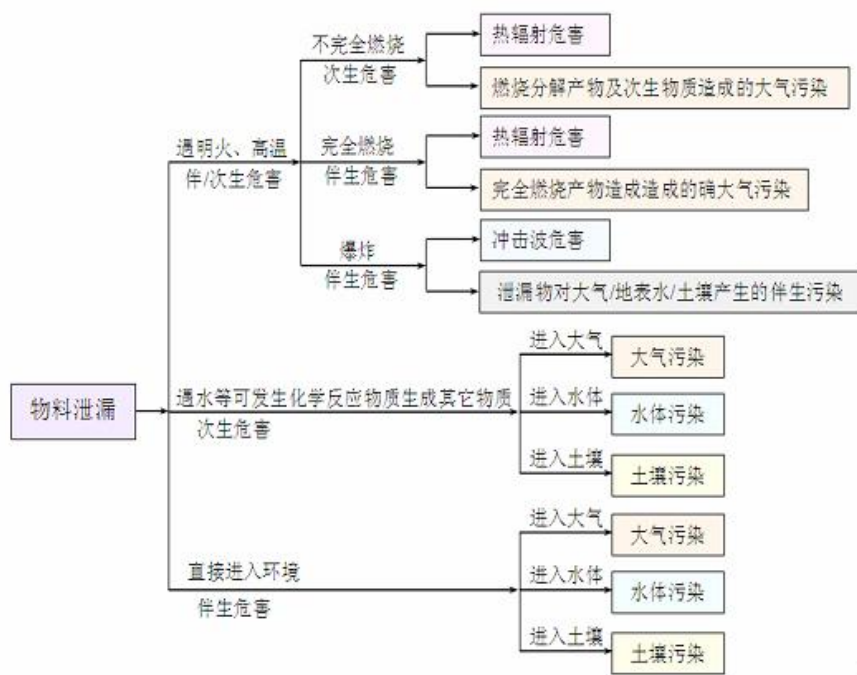 不完全燃烧
次生危害
热辐射危害
燃烧分解产物及次生物质造成的大气污染
遇明火、高温
伴/次生危害
完全燃烧
伴生危害
热辐射危害
完全燃烧产物造成造成的确大气污染
爆炸
伴生危害
冲击波危害
泄漏物对大气/地表水/土壤产生的伴生污染
物料泄漏
遇水等可发生化学反应物质生成其它物质
次生危害
进入大气
大气污染
进入水体
水体污染
进入土壤
土壤污染
直接进入环境
伴生危害
进入大气
大气污染
进入水体
水体污染
进入土壤
土壤污染